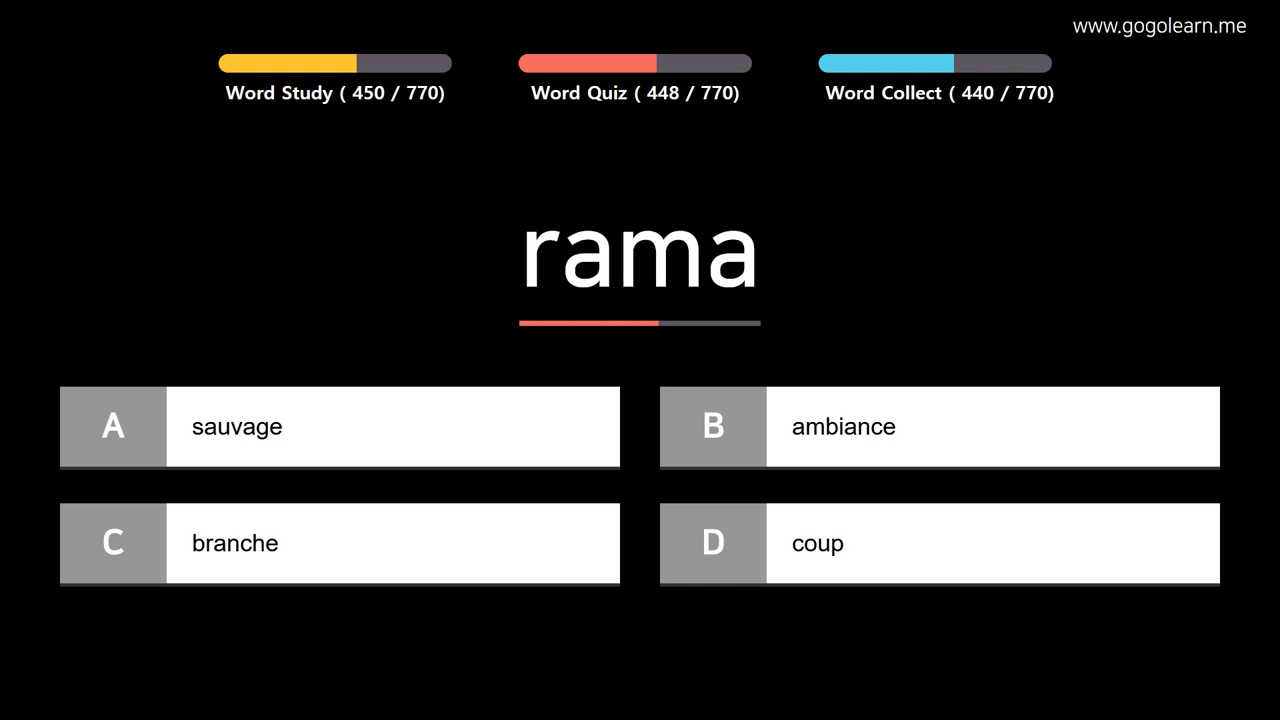 www.gogolearn.me
Word Study ( 450 / 770)
Word Quiz ( 448 / 770)
Word Collect ( 440 / 770)
rama
A sauvage
B ambiance
C branche
D coup